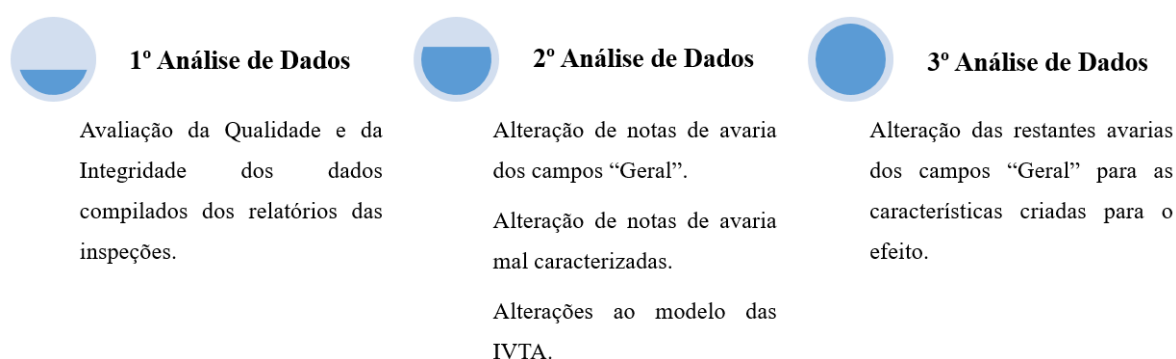 1º Análise de Dados
Avaliação da Qualidade e da
Integridade dos dados
compilados dos relatórios das
inspeções.
2º Análise de Dados
Alteração de notas de avaria
dos campos “Geral”.
Alteração de notas de avaria
mal caracterizadas.
Alterações ao modelo das
IVTA.
3º Análise de Dados
Alteração das restantes avarias
dos campos “Geral” para as
características criadas para o
efeito.